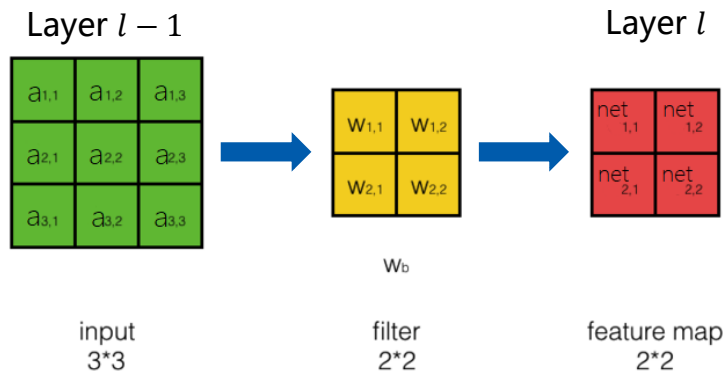 Layer l − 1
Layer l
a1,1 a1,2 a1,3
a2,1 a2,2 a2,3
a3,1 a3,2 a3,3
w1,1 w1,2
w2,1 w2,2
wb
net1,1 net1,2
net2,1 net2,2
input
3*3
filter
2*2
feature map
2*2